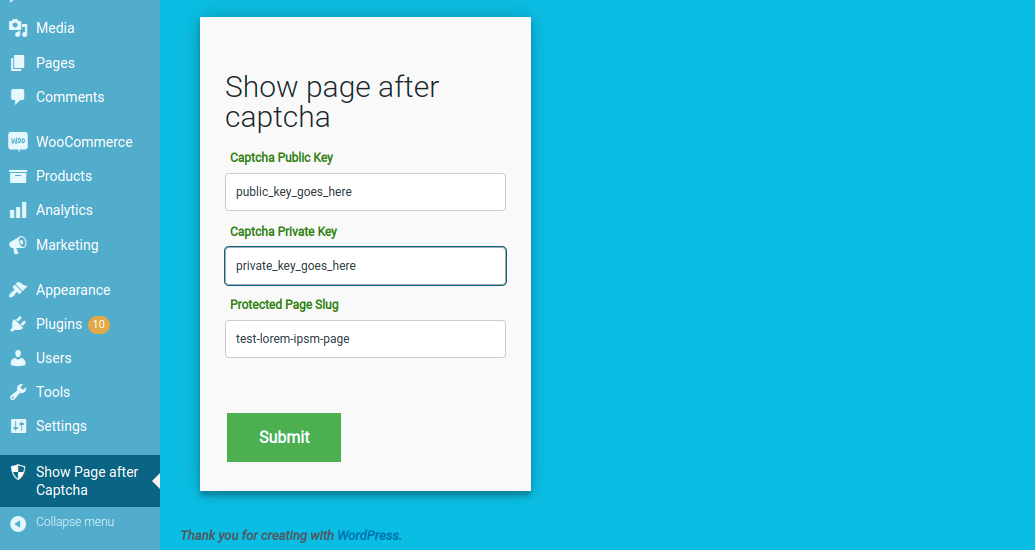 Media
Pages
Comments
WOO
WooCommerce
Products
Analytics
Marketing
Appearance
Plugins 10
Users
Tools
Settings
Show Page after
Captcha
Collapse menu
Show page after
captcha
Captcha Public Key
public_key_goes_here
Captcha Private Key
private_key_goes_here
Protected Page Slug
test-lorem-ipsm-page
Submit
Thank you for creating with WordPress.